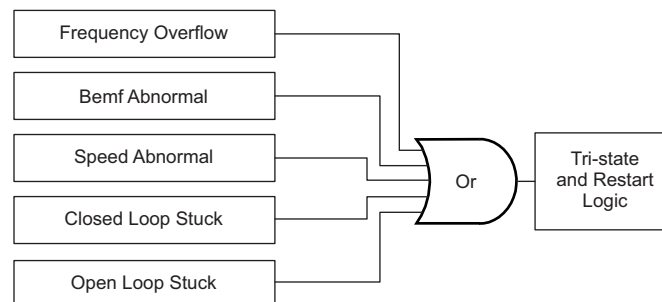 Frequency Overflow
Bemf Abnormal
Speed Abnormal
Closed Loop Stuck
Open Loop Stuck
Or
Tri-state
and Restart
Logic